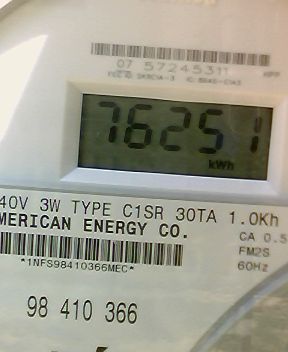 07 57245311
76251
kWh
40V 3W TYPE C1SR 30TA 1.0Kh
MERICAN ENERGY CO.
CA 0.5
FM2S
60Hz
*1NFS98410366MEC*
98 410 366